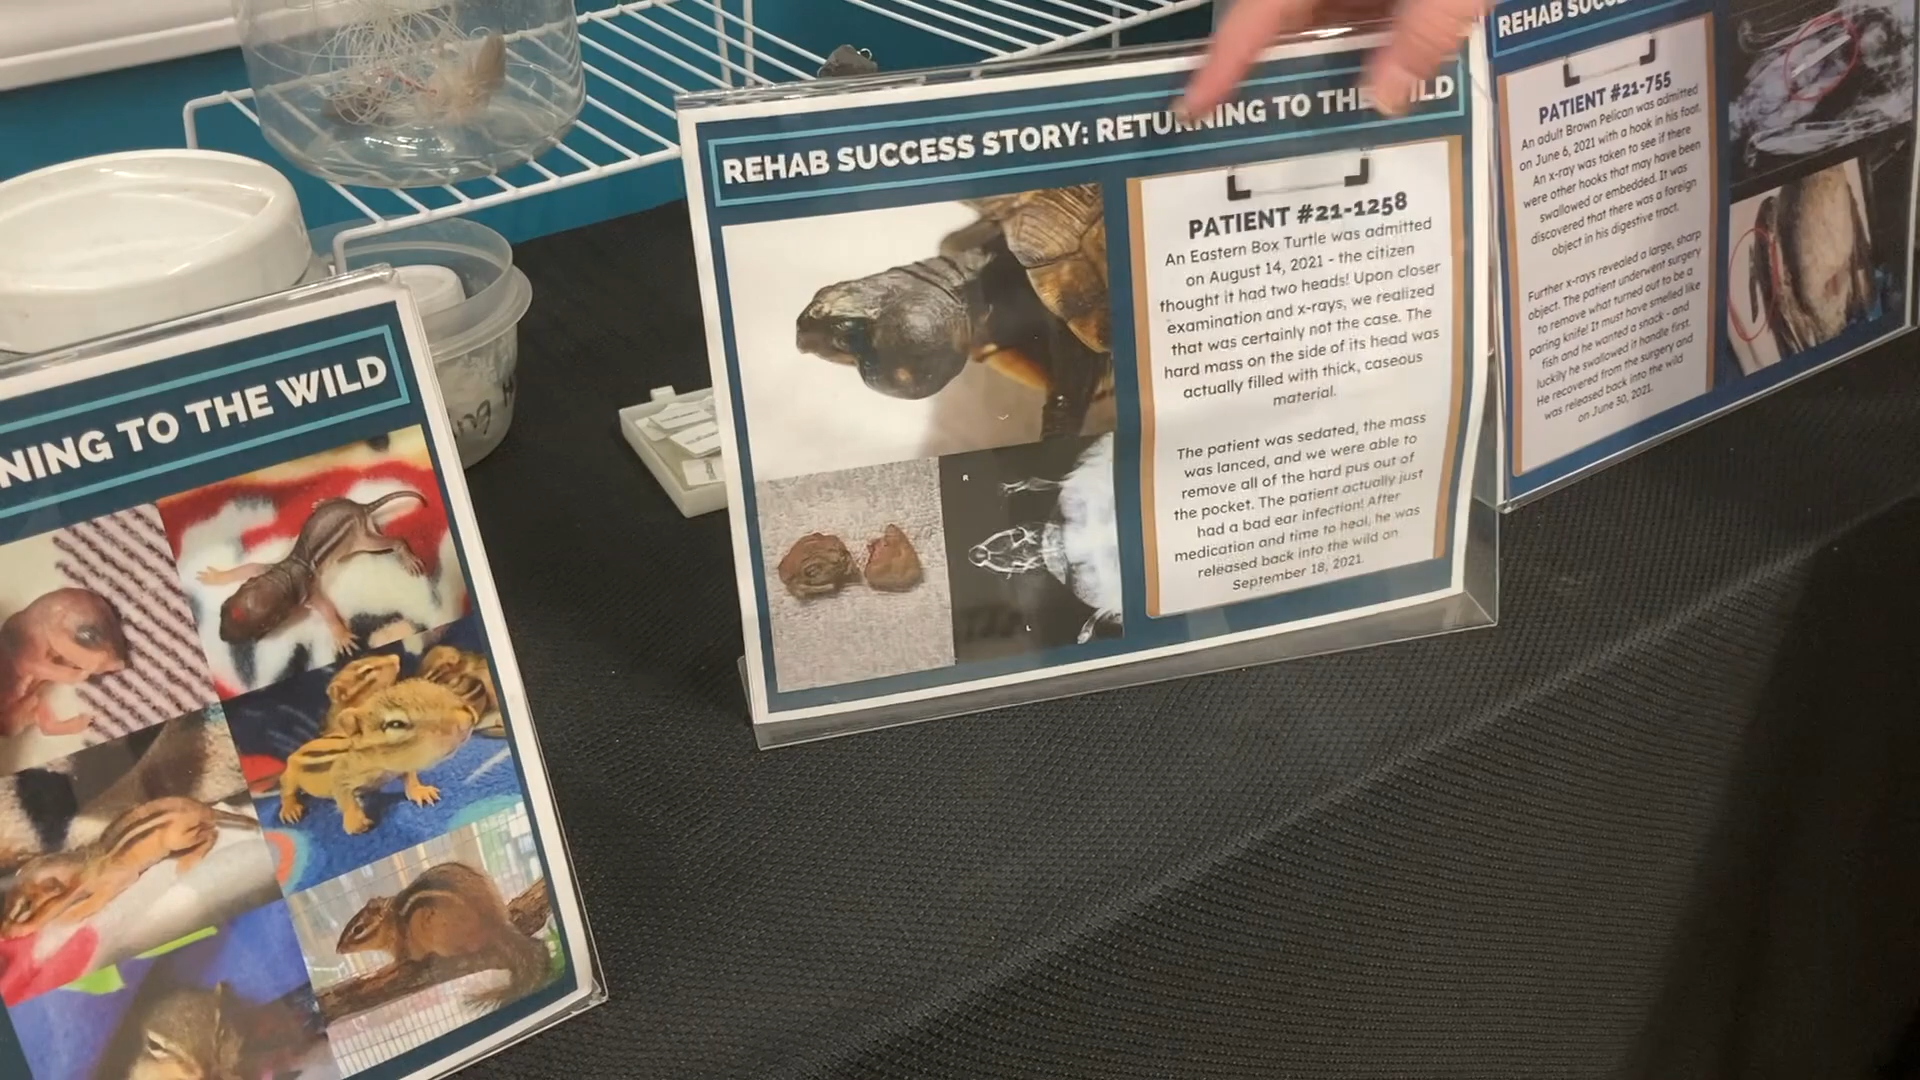 NING TO THE WILD
REHAB SUCCESS STORY: RETURNING TO THE WILD
PATIENT #21-1258
An Eastern Box Turtle was admitted
on August 14, 2021 - the citizen
thought it had two heads! Upon closer
examination and x-rays, we realized
that was certainly not the case. The
hard mass on the side of its head was
actually filled with thick, caseous
material.
The patient was sedated, the mass
was lanced, and we were able to
remove all of the hard pus out of
the pocket. The patient actually just
had a bad ear infection! After
medication and time to heal, he was
released back into the wild on
September 18, 2021.
R
L
REHAB SUCC
PATIENT #21-755
An adult Brown Pelican was admitted
on June 6, 2021 with a hook in his foot.
An x-ray was taken to see if there
were other hooks that may have been
swallowed or embedded. It was
discovered that there was a foreign
object in his digestive tract.
Further x-rays revealed a large, sharp
object. The patient underwent surgery
to remove what turned out to be a
paring knife! It must have smelled like
fish and he wanted a snack - and
luckily he swallowed it handle first.
He recovered from the surgery and
was released back into the wild
on June 30, 2021.